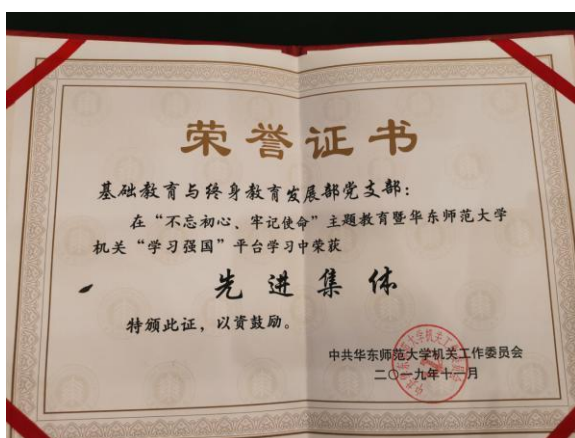 荣誉证书
基础教育与终身教育发展部党支部：
在“不忘初心、牢记使命”主题教育暨华东师范大学
机关“学习强国”平台学习中荣获
先进集体
特颁此证，以资鼓励。
中共华东师范大学机关工作委员会
二〇一九年十一月